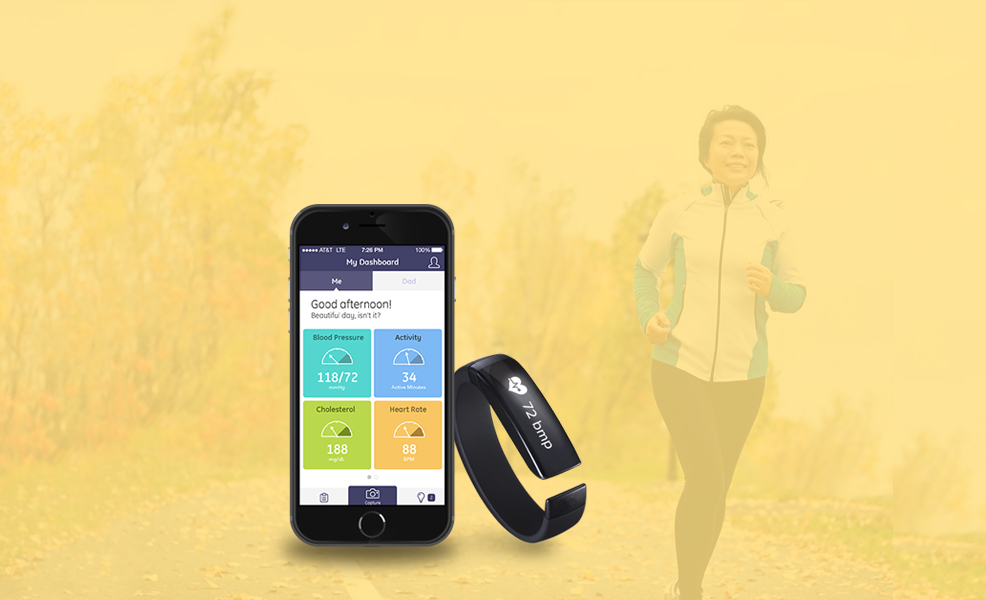 AT&T LTE 7:26 PM 100%
My Dashboard
Me Dad
Good afternoon!
Beautiful day, isn't it?
Blood Pressure
118/72
mmHg
Activity
34
Active Minutes
Cholesterol
188
mg/dL
Heart Rate
88
BPM
Capture
72 bmp